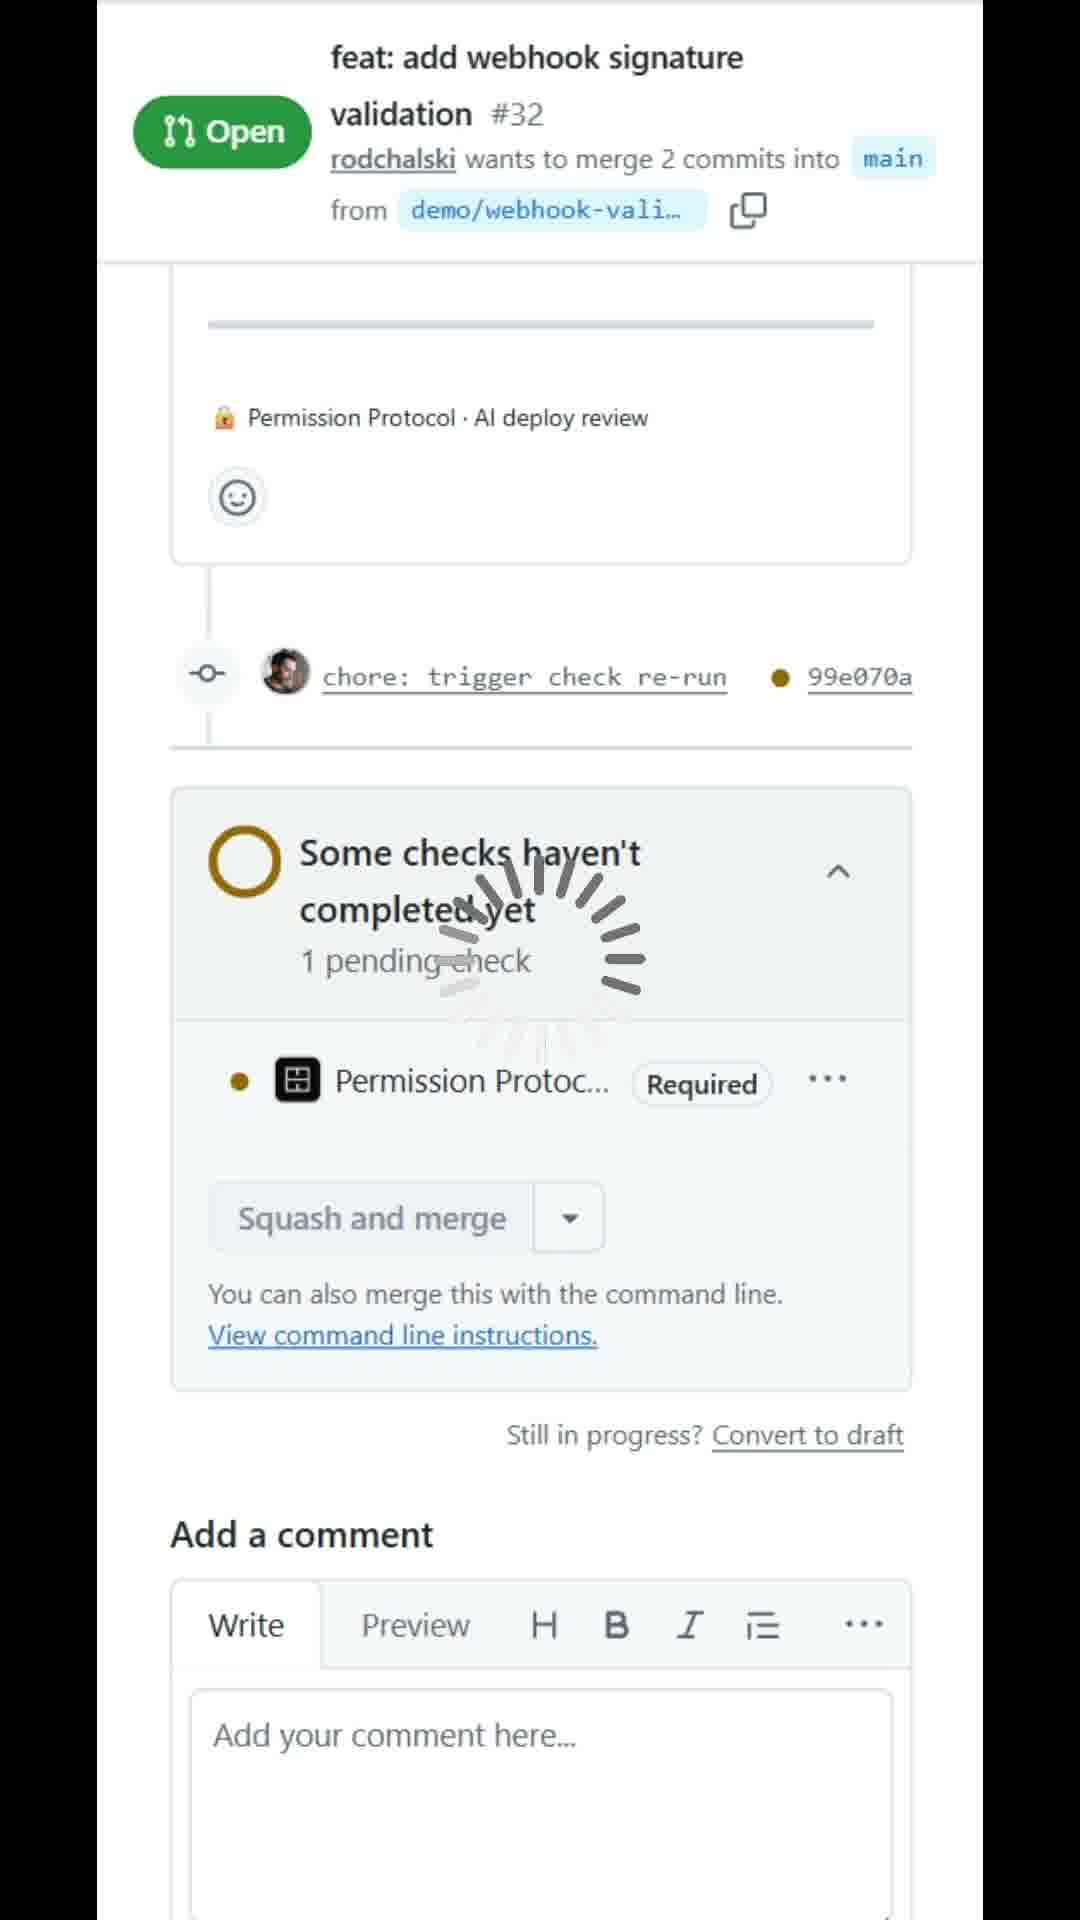 feat: add webhook signature
validation #32
Open
rodchalski wants to merge 2 commits into main
from demo/webhook-vali...
Permission Protocol · AI deploy review
chore: trigger check re-run 99e070a
Some checks haven't
completed yet
1 pending check
Permission Protoc... Required
Squash and merge
You can also merge this with the command line.
View command line instructions.
Still in progress? Convert to draft
Add a comment
Write Preview H B I
Add your comment here...